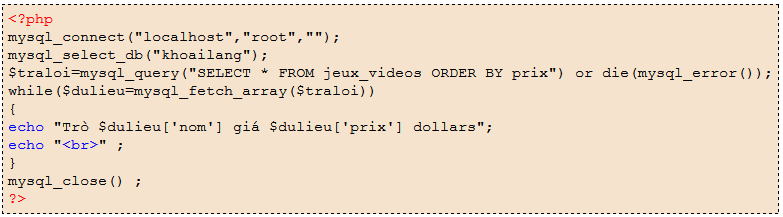 <?php
mysql_connect("localhost","root","");
mysql_select_db("khoailang");
$traloi=mysql_query("SELECT * FROM jeux_videos ORDER BY prix") or die(mysql_error());
while($dulieu=mysql_fetch_array($traloi))
{
echo "Trò $dulieu['nom'] giá $dulieu['prix'] dollars";
echo "<br>" ;
}
mysql_close() ;
?>